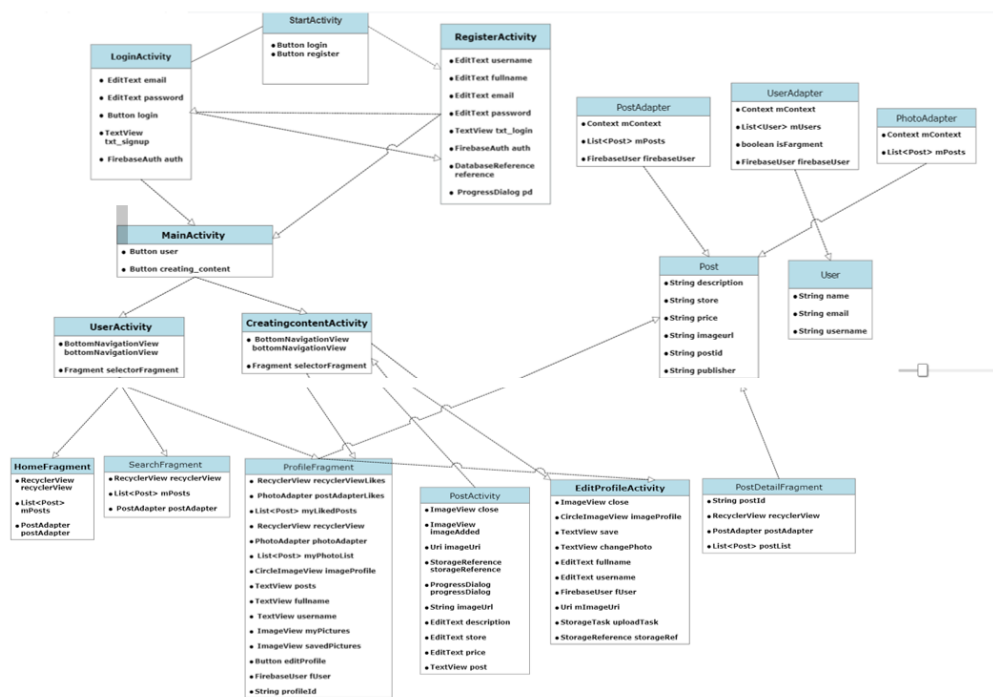 StartActivity
Button login
Button register
LoginActivity
EditText email
EditText password
Button login
TextView
txt_signup
FirebaseAuth auth
RegisterActivity
EditText username
EditText fullname
EditText email
EditText password
TextView txt_login
FirebaseAuth auth
DatabaseReference
reference
ProgressDialog pd
PostAdapter
Context mContext
List<Post> mPosts
FirebaseUser firebaseUser
UserAdapter
Context mContext
List<User> mUsers
boolean isFargment
FirebaseUser firebaseUser
PhotoAdapter
Context mContext
List<Post> mPosts
MainActivity
Button user
Button creating_content
Post
String description
String store
String price
String imageurl
String postid
String publisher
User
String name
String email
String username
UserActivity
BottomNavigationView
bottomNavigationView
Fragment selectorFragment
CreatingcontentActivity
BottomNavigationView
bottomNavigationView
Fragment selectorFragment
HomeFragment
RecyclerView
recyclerView
List<Post>
mPosts
PostAdapter
postAdapter
SearchFragment
RecyclerView recyclerView
List<Post> mPosts
PostAdapter postAdapter
ProfileFragment
RecyclerView recyclerViewLikes
PhotoAdapter postAdapterLikes
List<Post> myLikedPosts
RecyclerView recyclerView
PhotoAdapter photoAdapter
List<Post> myPhotoList
CircleImageView imageProfile
TextView posts
TextView fullname
TextView username
ImageView myPictures
ImageView savedPictures
Button editProfile
FirebaseUser fUser
String profileId
PostActivity
ImageView close
ImageView
imageAdded
Uri imageUri
StorageReference
storageReference
ProgressDialog
progressDialog
String imageUrl
EditText description
EditText store
EditText price
TextView post
EditProfileActivity
ImageView close
CircleImageView imageProfile
TextView save
TextView changePhoto
EditText fullname
EditText username
FirebaseUser fUser
Uri mImageUri
StorageTask uploadTask
StorageReference storageRef
PostDetailFragment
String postId
RecyclerView recyclerView
PostAdapter postAdapter
List<Post> postList